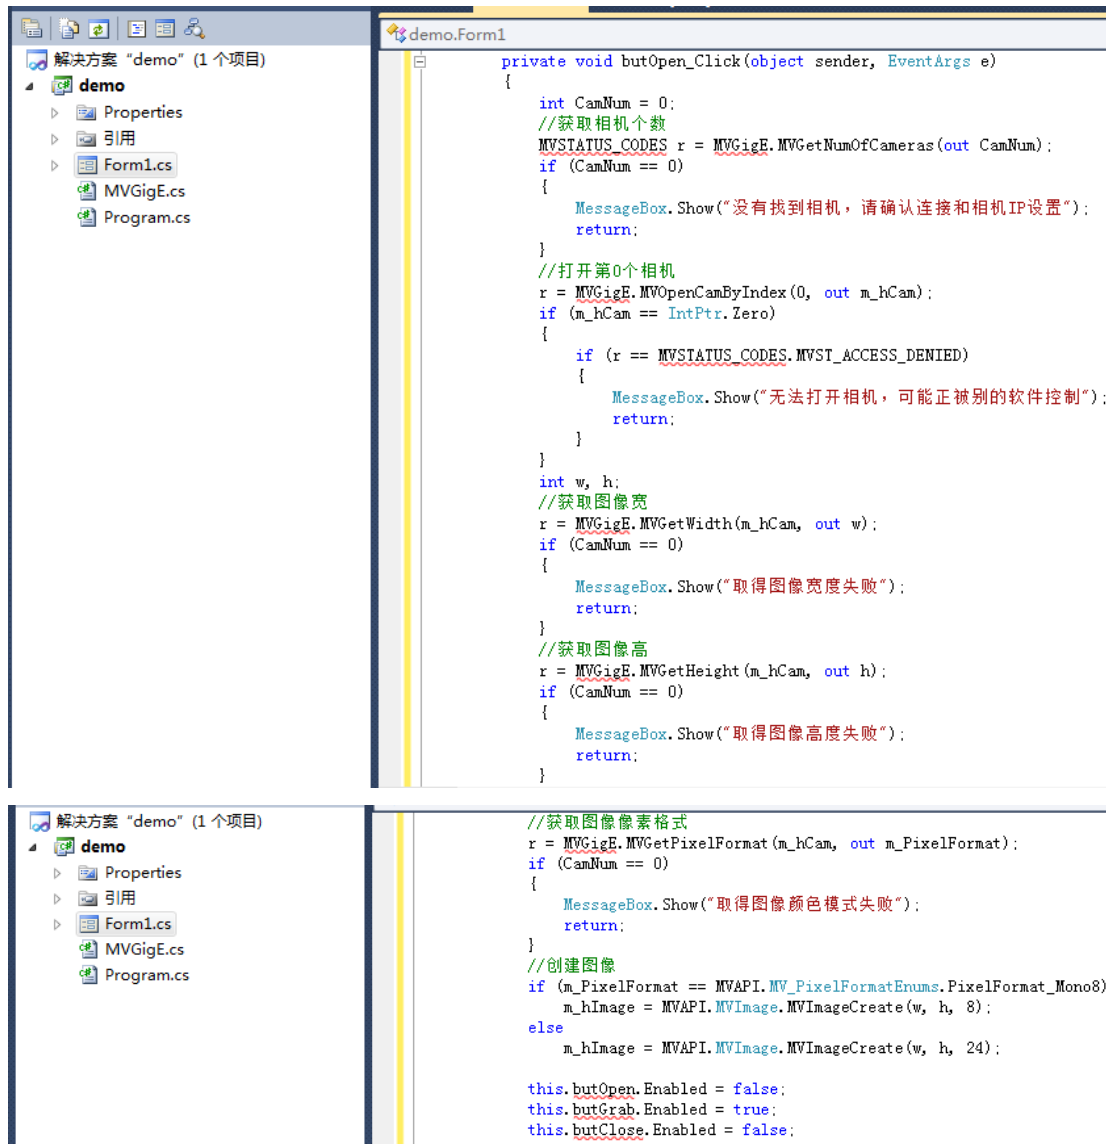 demo.Form1
解决方案 "demo" (1 个项目)
demo
Properties
引用
Form1.cs
MVGigE.cs
Program.cs
private void butOpen_Click(object sender, EventArgs e)
{
int CamNum = 0;
//获取相机个数
MVSTATUS_CODES r = MVGigE.MVGetNumOfCameras(out CamNum);
if (CamNum == 0)
{
MessageBox.Show("没有找到相机，请确认连接和相机IP设置");
return;
}
//打开第0个相机
r = MVGigE.MVOpenCamByIndex(0, out m_hCam);
if (m_hCam == IntPtr.Zero)
{
if (r == MVSTATUS_CODES.MVST_ACCESS_DENIED)
{
MessageBox.Show("无法打开相机，可能正被别的软件控制");
return;
}
}
int w, h;
//获取图像宽
r = MVGigE.MVGetWidth(m_hCam, out w);
if (CamNum == 0)
{
MessageBox.Show("取得图像宽度失败");
return;
}
//获取图像高
r = MVGigE.MVGetHeight(m_hCam, out h);
if (CamNum == 0)
{
MessageBox.Show("取得图像高度失败");
return;
}
解决方案 "demo" (1 个项目)
demo
Properties
引用
Form1.cs
MVGigE.cs
Program.cs
//获取图像像素格式
r = MVGigE.MVGetPixelFormat(m_hCam, out m_PixelFormat);
if (CamNum == 0)
{
MessageBox.Show("取得图像颜色模式失败");
return;
}
//创建图像
if (m_PixelFormat == MVAPI.MV_PixelFormatEnums.PixelFormat_Mono8)
m_hImage = MVAPI.MVImage.MVImageCreate(w, h, 8);
else
m_hImage = MVAPI.MVImage.MVImageCreate(w, h, 24);
this.butOpen.Enabled = false;
this.butGrab.Enabled = true;
this.butClose.Enabled = false;